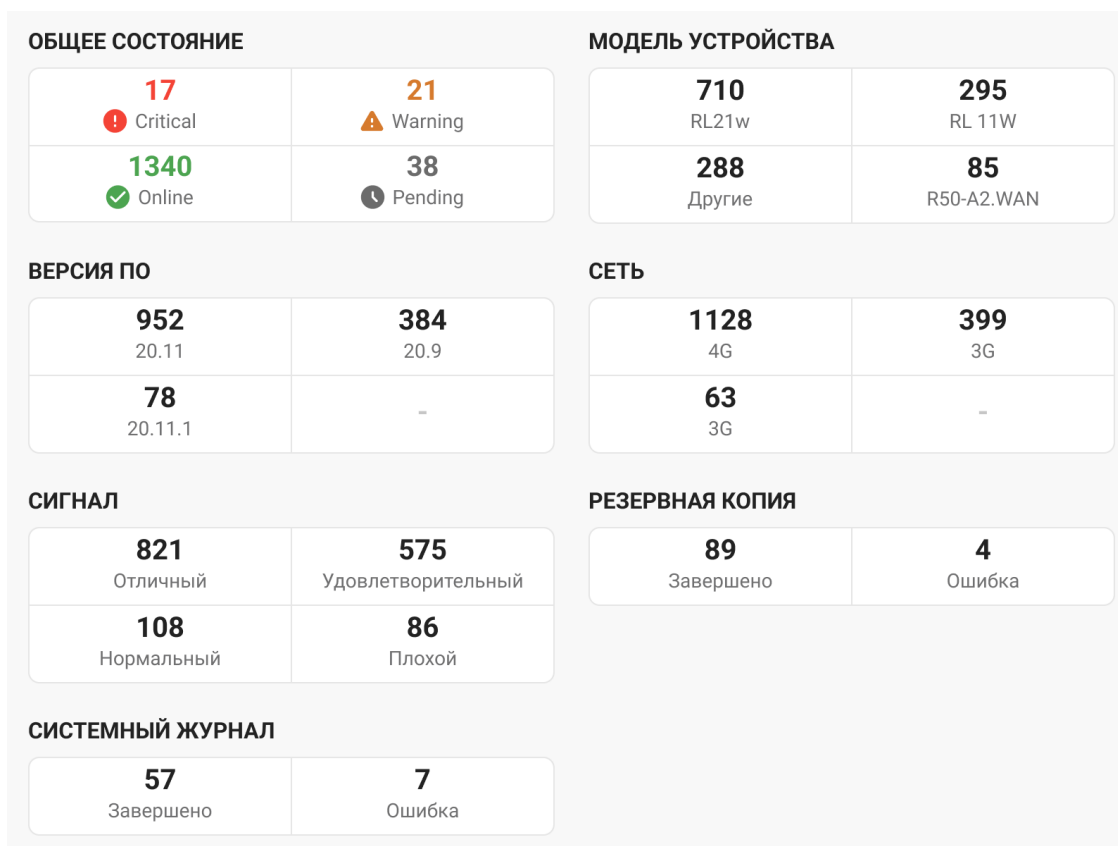 ОБЩЕЕ СОСТОЯНИЕ
17
Critical
21
Warning
1340
Online
38
Pending
МОДЕЛЬ УСТРОЙСТВА
710
RL21w
295
RL 11W
288
Другие
85
R50-A2.WAN
ВЕРСИЯ ПО
952
20.11
384
20.9
78
20.11.1
-
СЕТЬ
1128
4G
399
3G
63
3G
-
СИГНАЛ
821
Отличный
575
Удовлетворительный
108
Нормальный
86
Плохой
РЕЗЕРВНАЯ КОПИЯ
89
Завершено
4
Ошибка
СИСТЕМНЫЙ ЖУРНАЛ
57
Завершено
7
Ошибка